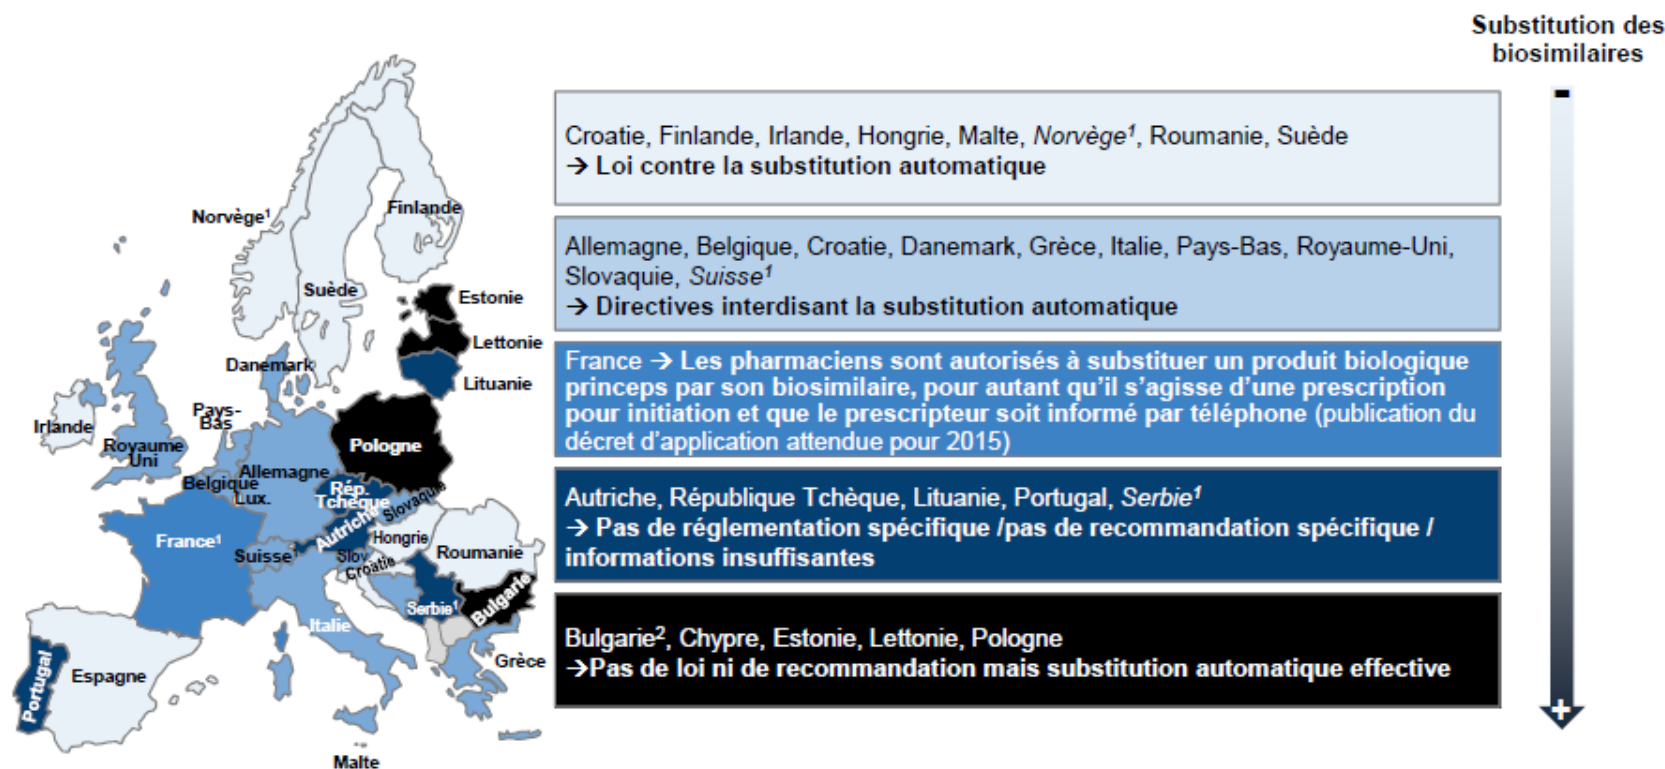 Substitution des
biosimilaires
-
Croatie, Finlande, Irlande, Hongrie, Malte, Norvège¹, Roumanie, Suède
→ Loi contre la substitution automatique
Allemagne, Belgique, Croatie, Danemark, Grèce, Italie, Pays-Bas, Royaume-Uni,
Slovaquie, Suisse¹
→ Directives interdisant la substitution automatique
France → Les pharmaciens sont autorisés à substituer un produit biologique
princeps par son biosimilaire, pour autant qu'il s'agisse d'une prescription
pour initiation et que le prescripteur soit informé par téléphone (publication du
décret d'application attendue pour 2015)
Autriche, République Tchèque, Lituanie, Portugal, Serbie¹
→ Pas de réglementation spécifique /pas de recommandation spécifique /
informations insuffisantes
Bulgarie², Chypre, Estonie, Lettonie, Pologne
→Pas de loi ni de recommandation mais substitution automatique effective
+
Norvège¹
Finlande
Suède
Estonie
Lettonie
Danemark
Lituanie
Pays-
Bas
Irlande
Royaume
Uni
Pologne
Allemagne
Belgique
Lux.
Rép.
Tchèque
Slovaquie
Autriche
France¹
Hongrie
Roumanie
Suisse¹
Slov
Croatie
Serbie¹
Bulgarie
Italie
Grèce
Espagne
Portugal
Malte